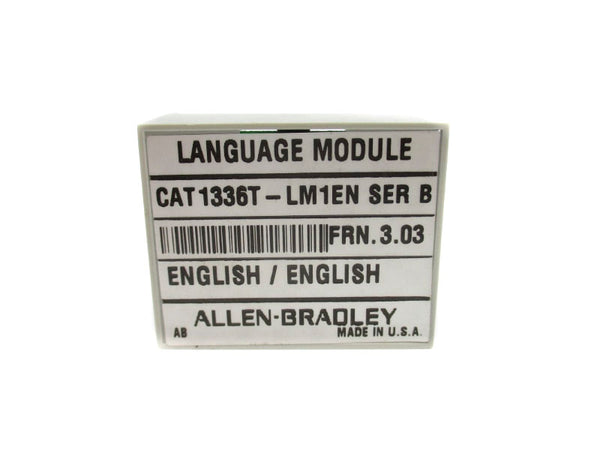 LANGUAGE MODULE
CAT 1336T - LM1EN SER B
FRN. 3.03
ENGLISH / ENGLISH
AB ALLEN-BRADLEY
MADE IN U.S.A.